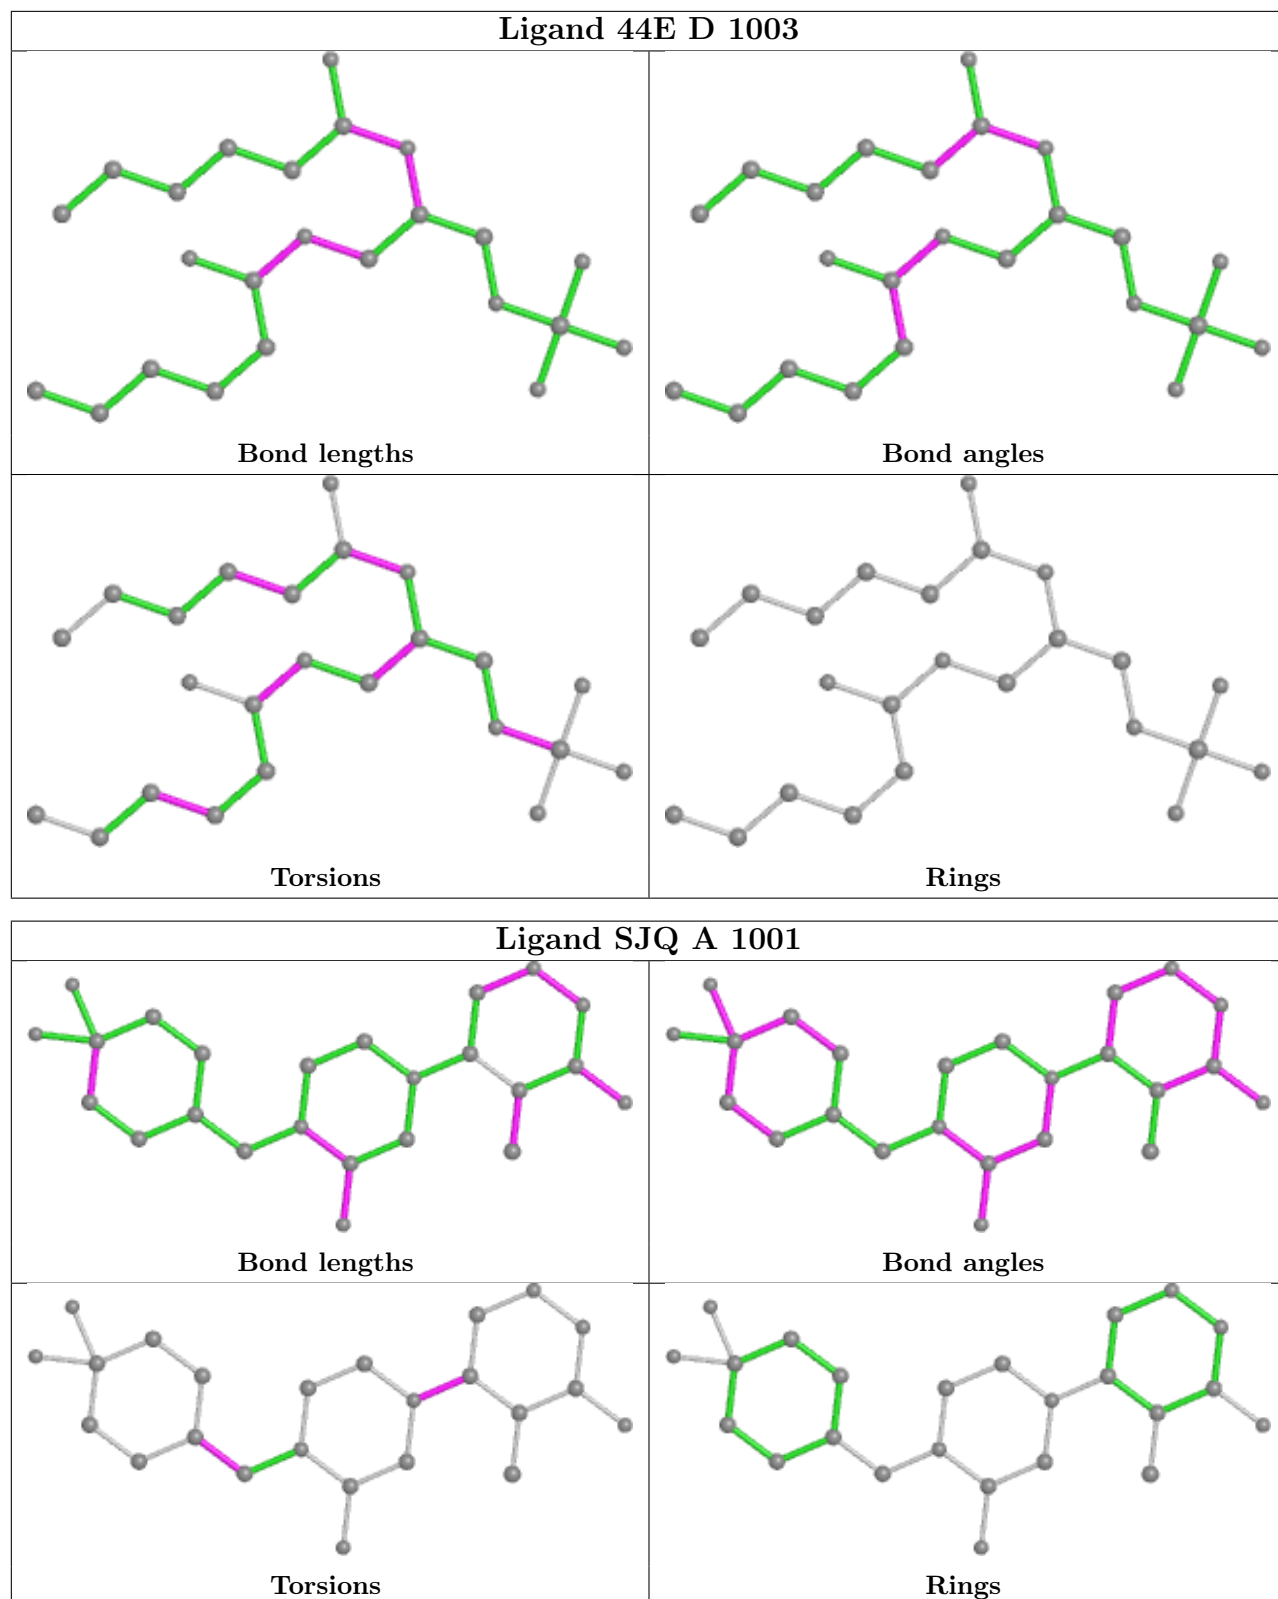 Ligand 44E D 1003
Bond lengths
Bond angles
Torsions
Rings
Ligand SJQ A 1001
Bond lengths
Bond angles
Torsions
Rings